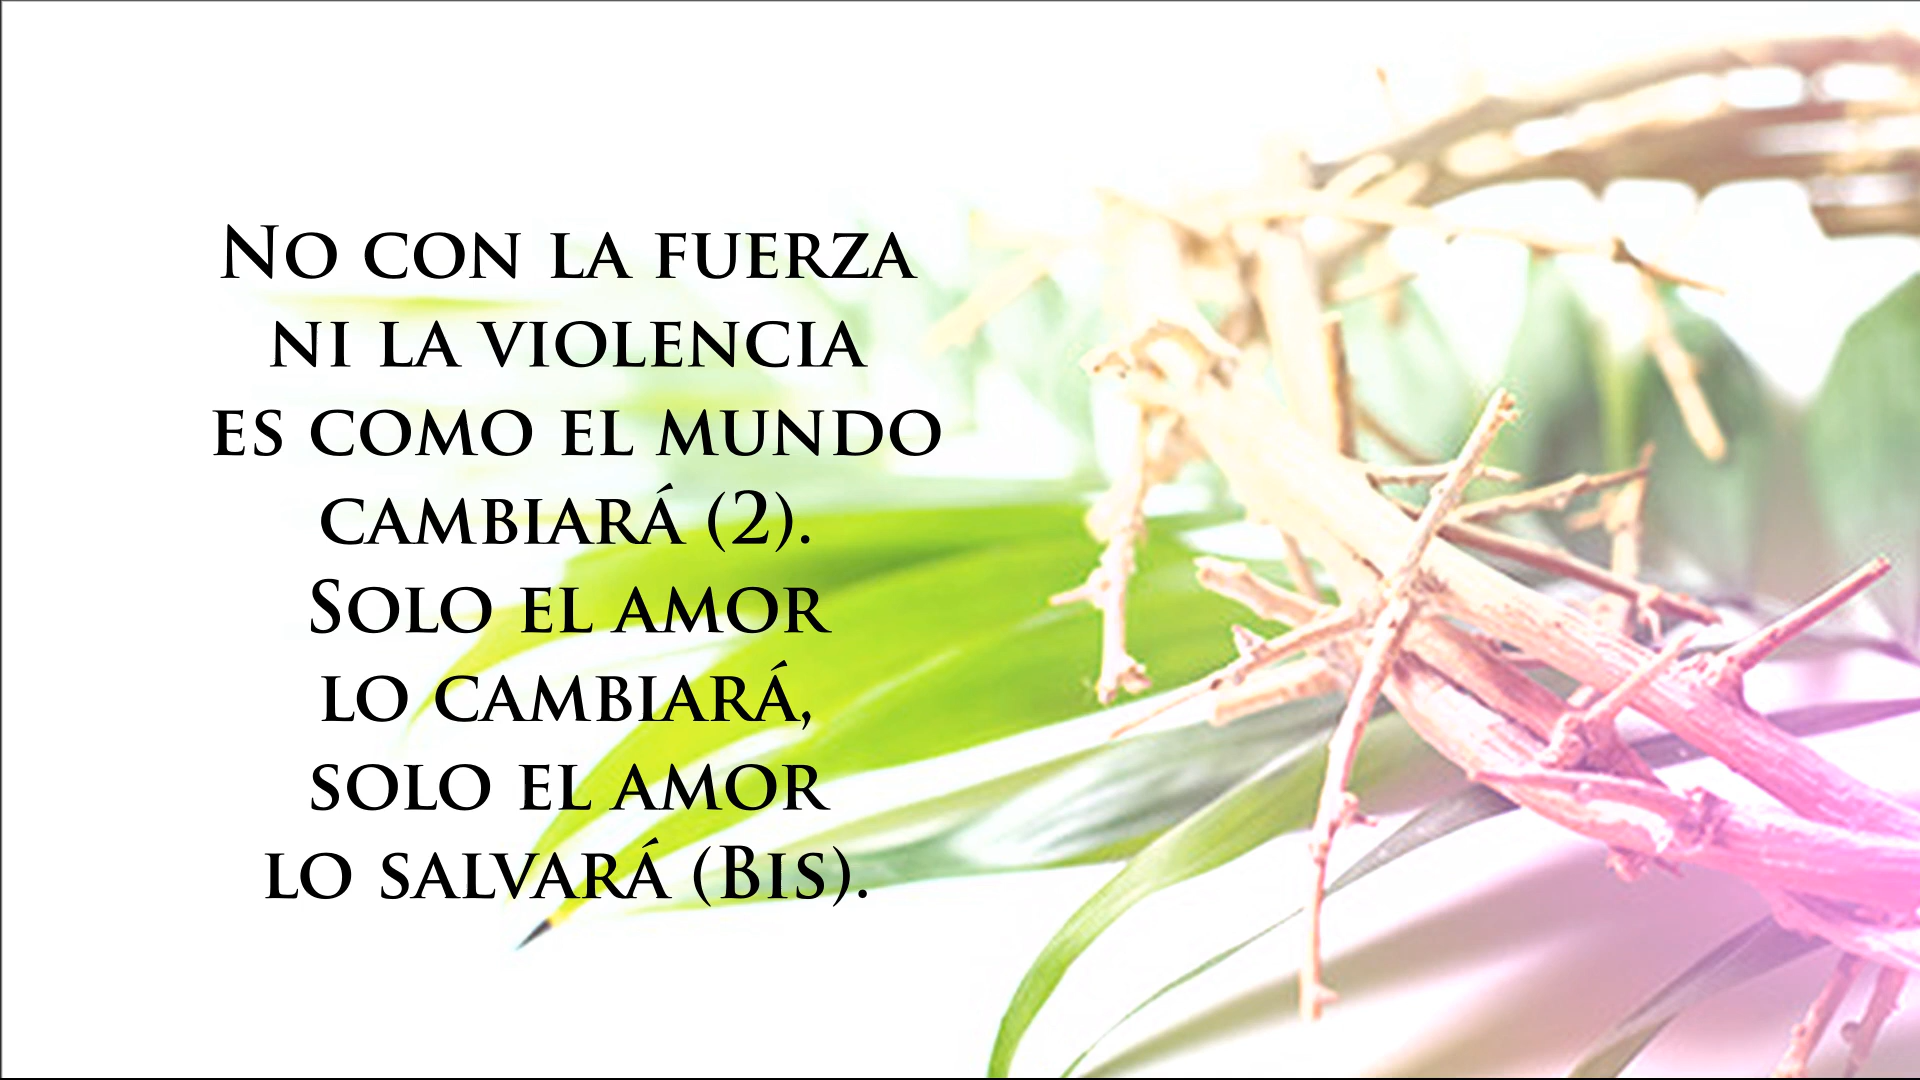 No con la fuerza
ni la violencia
es como el mundo
cambiará (2).
Solo el amor
lo cambiará,
solo el amor
lo salvará (Bis).